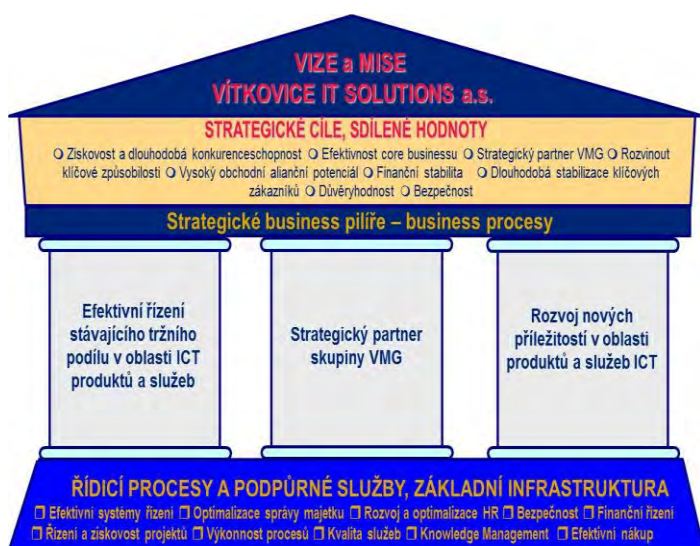 VIZE a MISE
VÍTKOVICE IT SOLUTIONS a.s.
STRATEGICKÉ CÍLE, SDÍLENÉ HODNOTY
❍ Ziskovost a dlouhodobá konkurenceschopnost ❍ Efektivnost core businessu ❍ Strategický partner VMG ❍ Rozvinout
klíčové způsobilosti ❍ Vysoký obchodní alianční potenciál ❍ Finanční stabilita ❍ Dlouhodobá stabilizace klíčových
zákazníků ❍ Důvěryhodnost ❍ Bezpečnost
Strategické business pilíře – business procesy
Efektivní řízení
stávajícího tržního
podílu v oblasti ICT
produktů a služeb
Strategický partner
skupiny VMG
Rozvoj nových
příležitostí v oblasti
produktů a služeb ICT
ŘÍDICÍ PROCESY A PODPŮRNÉ SLUŽBY, ZÁKLADNÍ INFRASTRUKTURA
❒ Efektivní systémy řízení ❒ Optimalizace správy majetku ❒ Rozvoj a optimalizace HR ❒ Bezpečnost ❒ Finanční řízení
❒ Řízení a ziskovost projektů ❒ Výkonnost procesů ❒ Kvalita služeb ❒ Knowledge Management ❒ Efektivní nákup